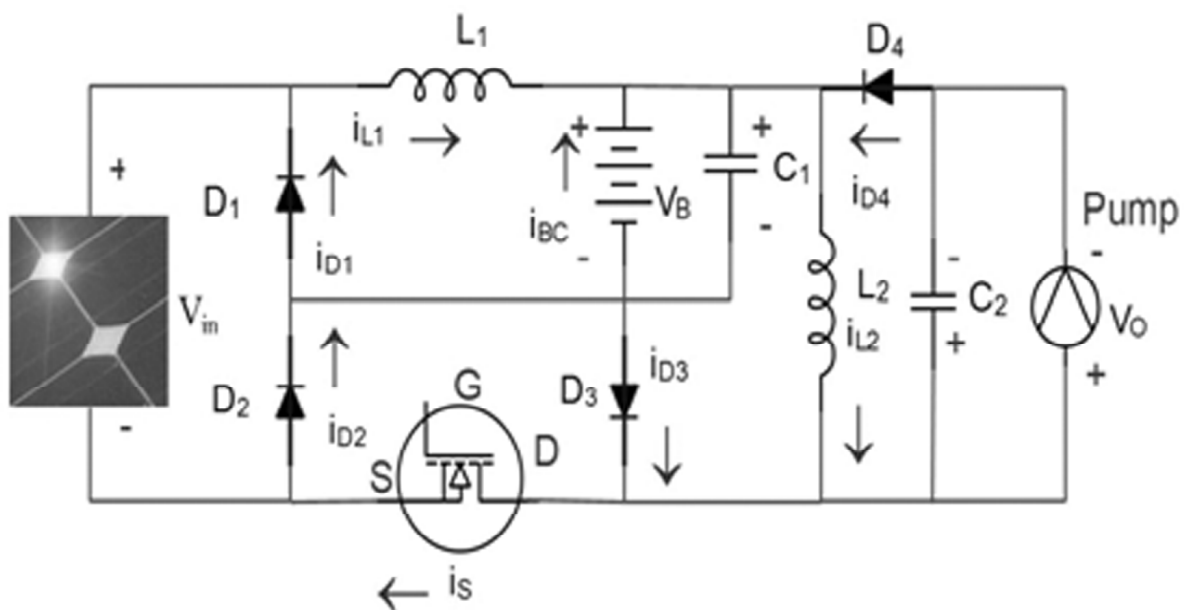 L1
D4
iL1
+
+
+
C1
iD4
D1
VB
iBC
-
-
Pump
-
iD1
Vin
L2
iL2
-
C2
+
VO
+
G
D3
iD3
D2
iD2
-
S
D
iS